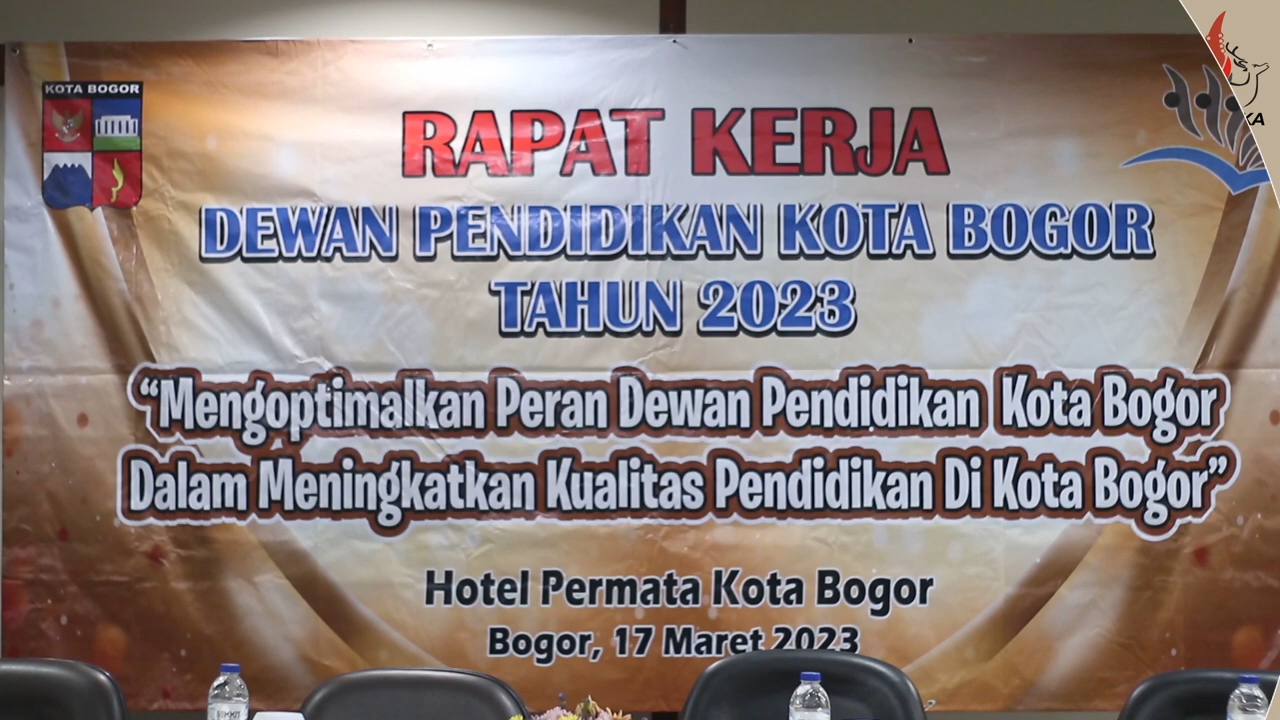 KOTA BOGOR
RAPAT KERJA
DEWAN PENDIDIKAN KOTA BOGOR
TAHUN 2023
“Mengoptimalkan Peran Dewan Pendidikan Kota Bogor
Dalam Meningkatkan Kualitas Pendidikan Di Kota Bogor”
Hotel Permata Kota Bogor
Bogor, 17 Maret 2023